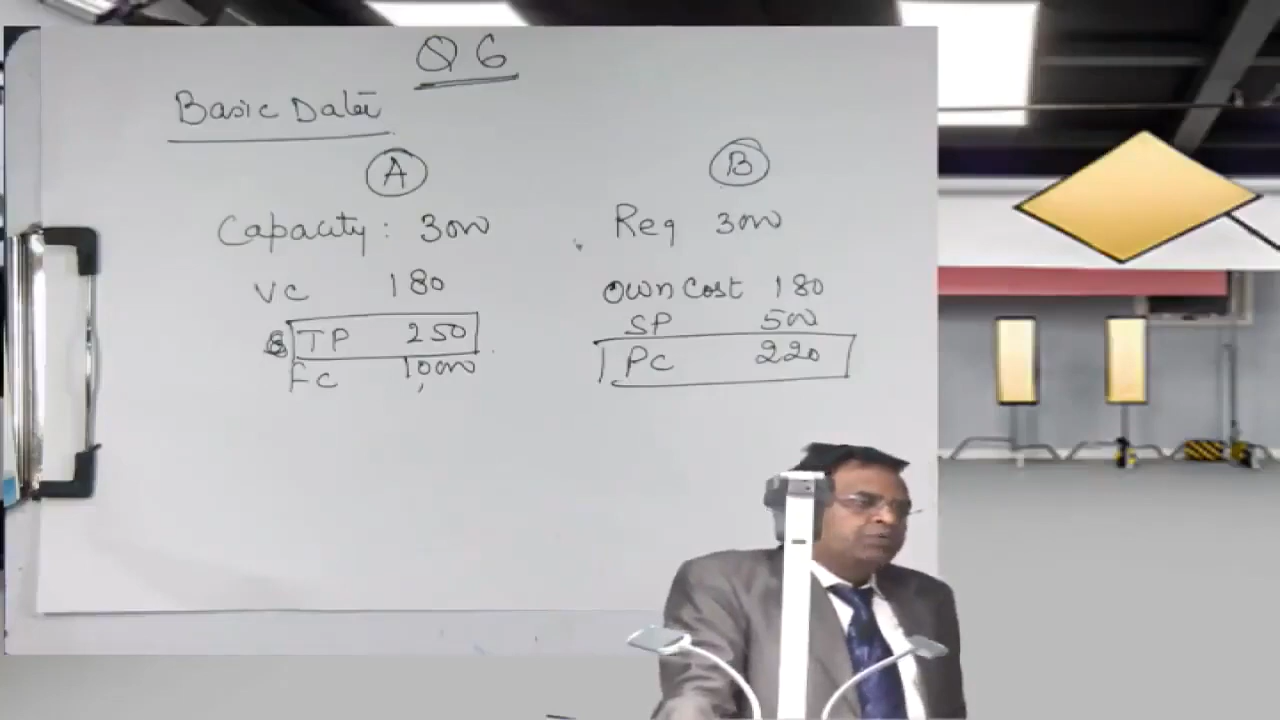 Q 6
Basic Data
A
Capacity: 3000
VC 180
TP 250
FC 10000
B
Req 3000
Own Cost 180
SP 500
PC 220